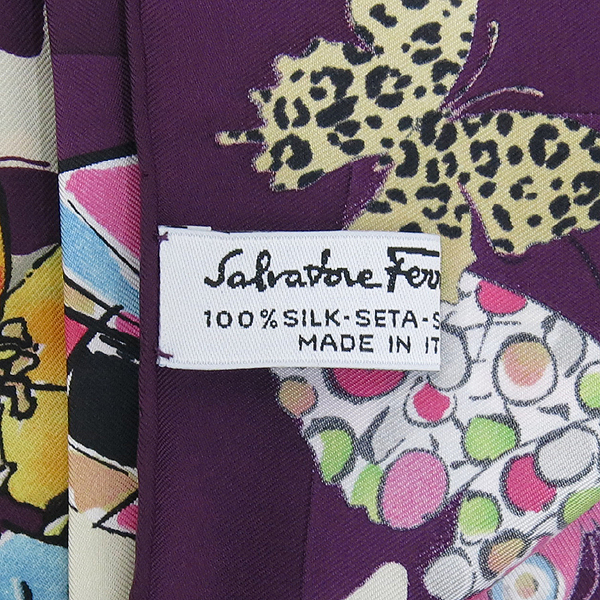 Salvatore Ferr
100% SILK-SETA-S
MADE IN IT